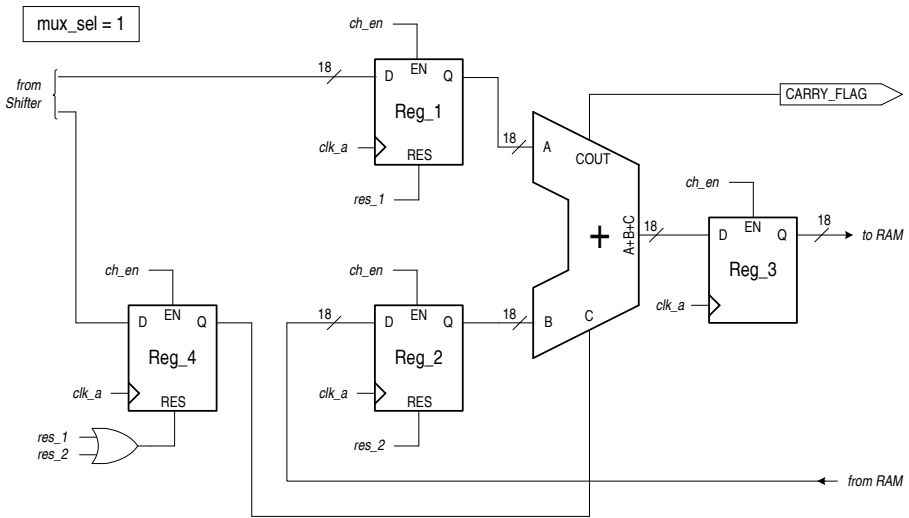 mux_sel = 1
ch_en
from
Shifter
18
D
EN
Q
Reg_1
clk_a
RES
res_1
18
A
COUT
CARRY_FLAG
+
A+B+C
18
ch_en
D
EN
Q
18
to RAM
Reg_3
clk_a
ch_en
D
EN
Q
Reg_4
clk_a
RES
res_1
res_2
ch_en
18
D
EN
Q
18
B
C
Reg_2
clk_a
RES
res_2
from RAM